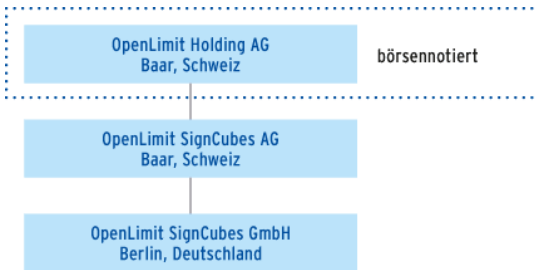 OpenLimit Holding AG
Baar, Schweiz
börsennotiert
OpenLimit SignCubes AG
Baar, Schweiz
OpenLimit SignCubes GmbH
Berlin, Deutschland